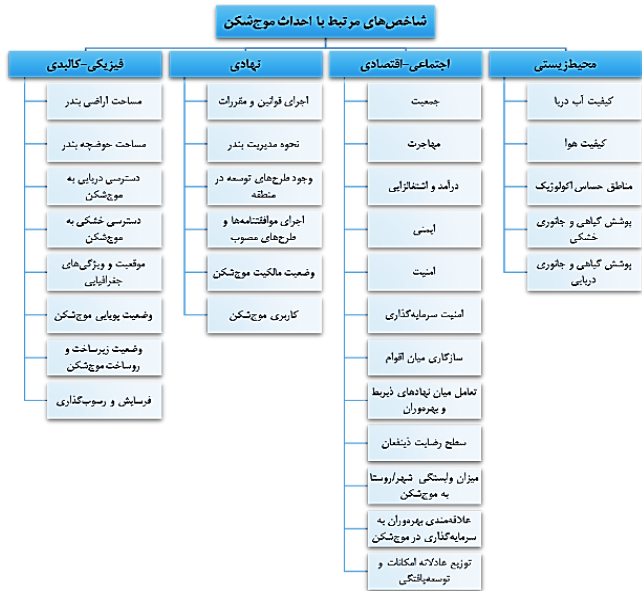 شاخص‌های مرتبط با احداث موج‌شکن
محیط‌زیستی
کیفیت آب دریا
کیفیت هوا
مناطق حساس اکولوژیک
پوشش گیاهی و جانوری
خشکی
پوشش گیاهی و جانوری
دریایی
اجتماعی-اقتصادی
جمعیت
مهاجرت
درآمد و اشتغالزایی
ایمنی
امنیت
امنیت سرمایه‌گذاری
سازگاری میان اقوام
تعامل میان نهادهای ذیربط
و بهره‌وران
سطح رضایت ذینفعان
میزان وابستگی شهر/روستا
به موج‌شکن
علاقه‌مندی بهره‌وران به
سرمایه‌گذاری در موج‌شکن
توزیع عادلانه امکانات و
توسعه‌یافتگی
نهادی
اجرای قوانین و مقررات
نحوه مدیریت بندر
وجود طرح‌های توسعه در
منطقه
اجرای موافقتنامه‌ها و
طرح‌های مصوب
وضعیت مالکیت موج‌شکن
کاربری موج‌شکن
فیزیکی-کالبدی
مساحت اراضی بندر
مساحت حوضچه بندر
دسترسی دریایی به
موج‌شکن
دسترسی خشکی به
موج‌شکن
موقعیت و ویژگی‌های
جغرافیایی
وضعیت پویایی موج‌شکن
وضعیت زیرساخت و
روساخت موج‌شکن
فرسایش و رسوب‌گذاری